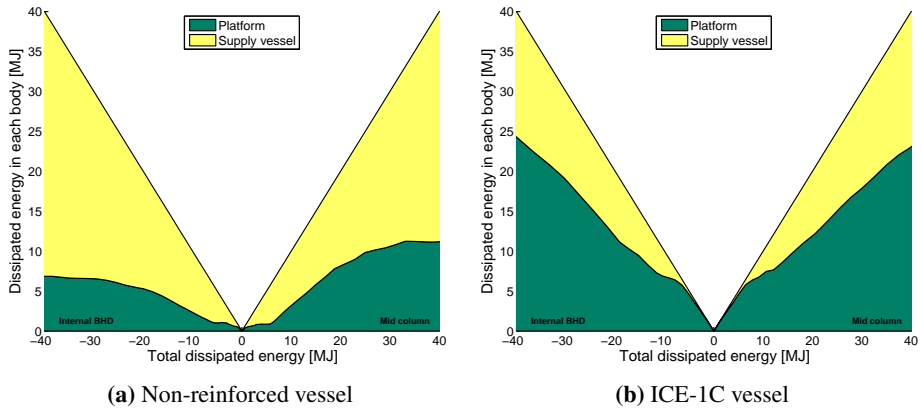 40
35
30
25
20
15
10
5
0
Dissipated energy in each body [MJ]
Platform
Supply vessel
Internal BHD
Mid column
−40 −30 −20 −10 0 10 20 30 40
Total dissipated energy [MJ]
(a) Non-reinforced vessel
40
35
30
25
20
15
10
5
0
Dissipated energy in each body [MJ]
Platform
Supply vessel
Internal BHD
Mid column
−40 −30 −20 −10 0 10 20 30 40
Total dissipated energy [MJ]
(b) ICE-1C vessel